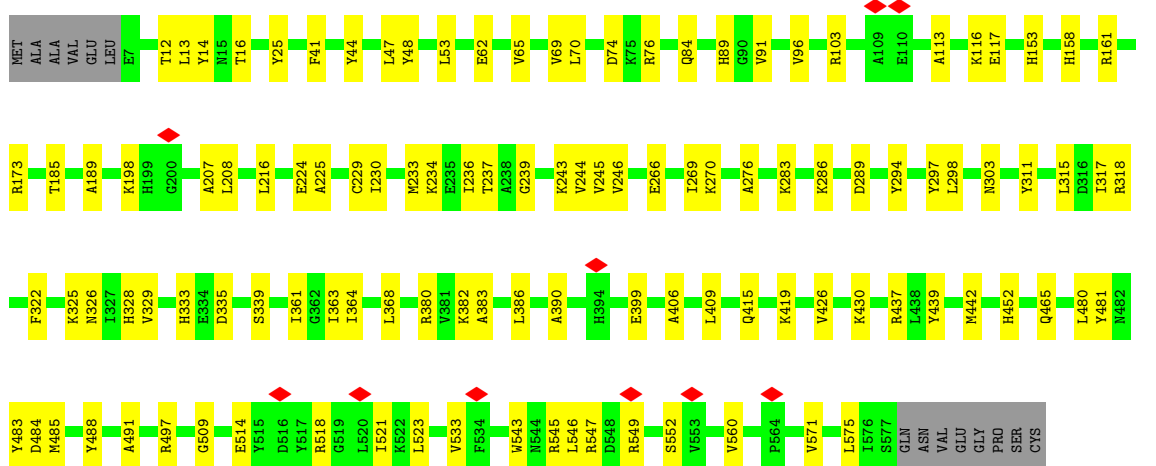 MET ALA ALA VAL GLU LEU E7 T12 L13 Y14 N15 T16 Y25 F41 Y44 L47 Y48 L53 E62 V65 V69 L70 D74 K75 R76 Q84 H89 G90 V91 V96 R103 A109 E110 A113 K116 E117 H153 H158 R161
R173 T185 A189 K198 H199 G200 A207 L208 L216 E224 A225 C229 I230 M233 K234 E235 I236 T237 A238 G239 K243 V244 V245 V246 E266 I269 K270 A276 K283 K286 D289 Y294 Y297 L298 N303 Y311 L315 D316 I317 R318
F322 K325 N326 I327 H328 V329 H333 E334 D335 S339 I361 G362 I363 I364 L368 R380 V381 K382 A383 L386 A390 H394 E399 A406 L409 Q415 K419 V426 K430 R437 L438 Y439 M442 H452 Q465 L480 Y481 N482
Y483 D484 M485 Y488 A491 R497 G509 E514 Y515 D516 Y517 R518 G519 L520 I521 K522 L523 V533 F534 W543 N544 R545 L546 R547 D548 R549 S552 V553 V560 P564 V571 L575 I576 S577 GLN ASN VAL GLU GLY PRO SER CYS